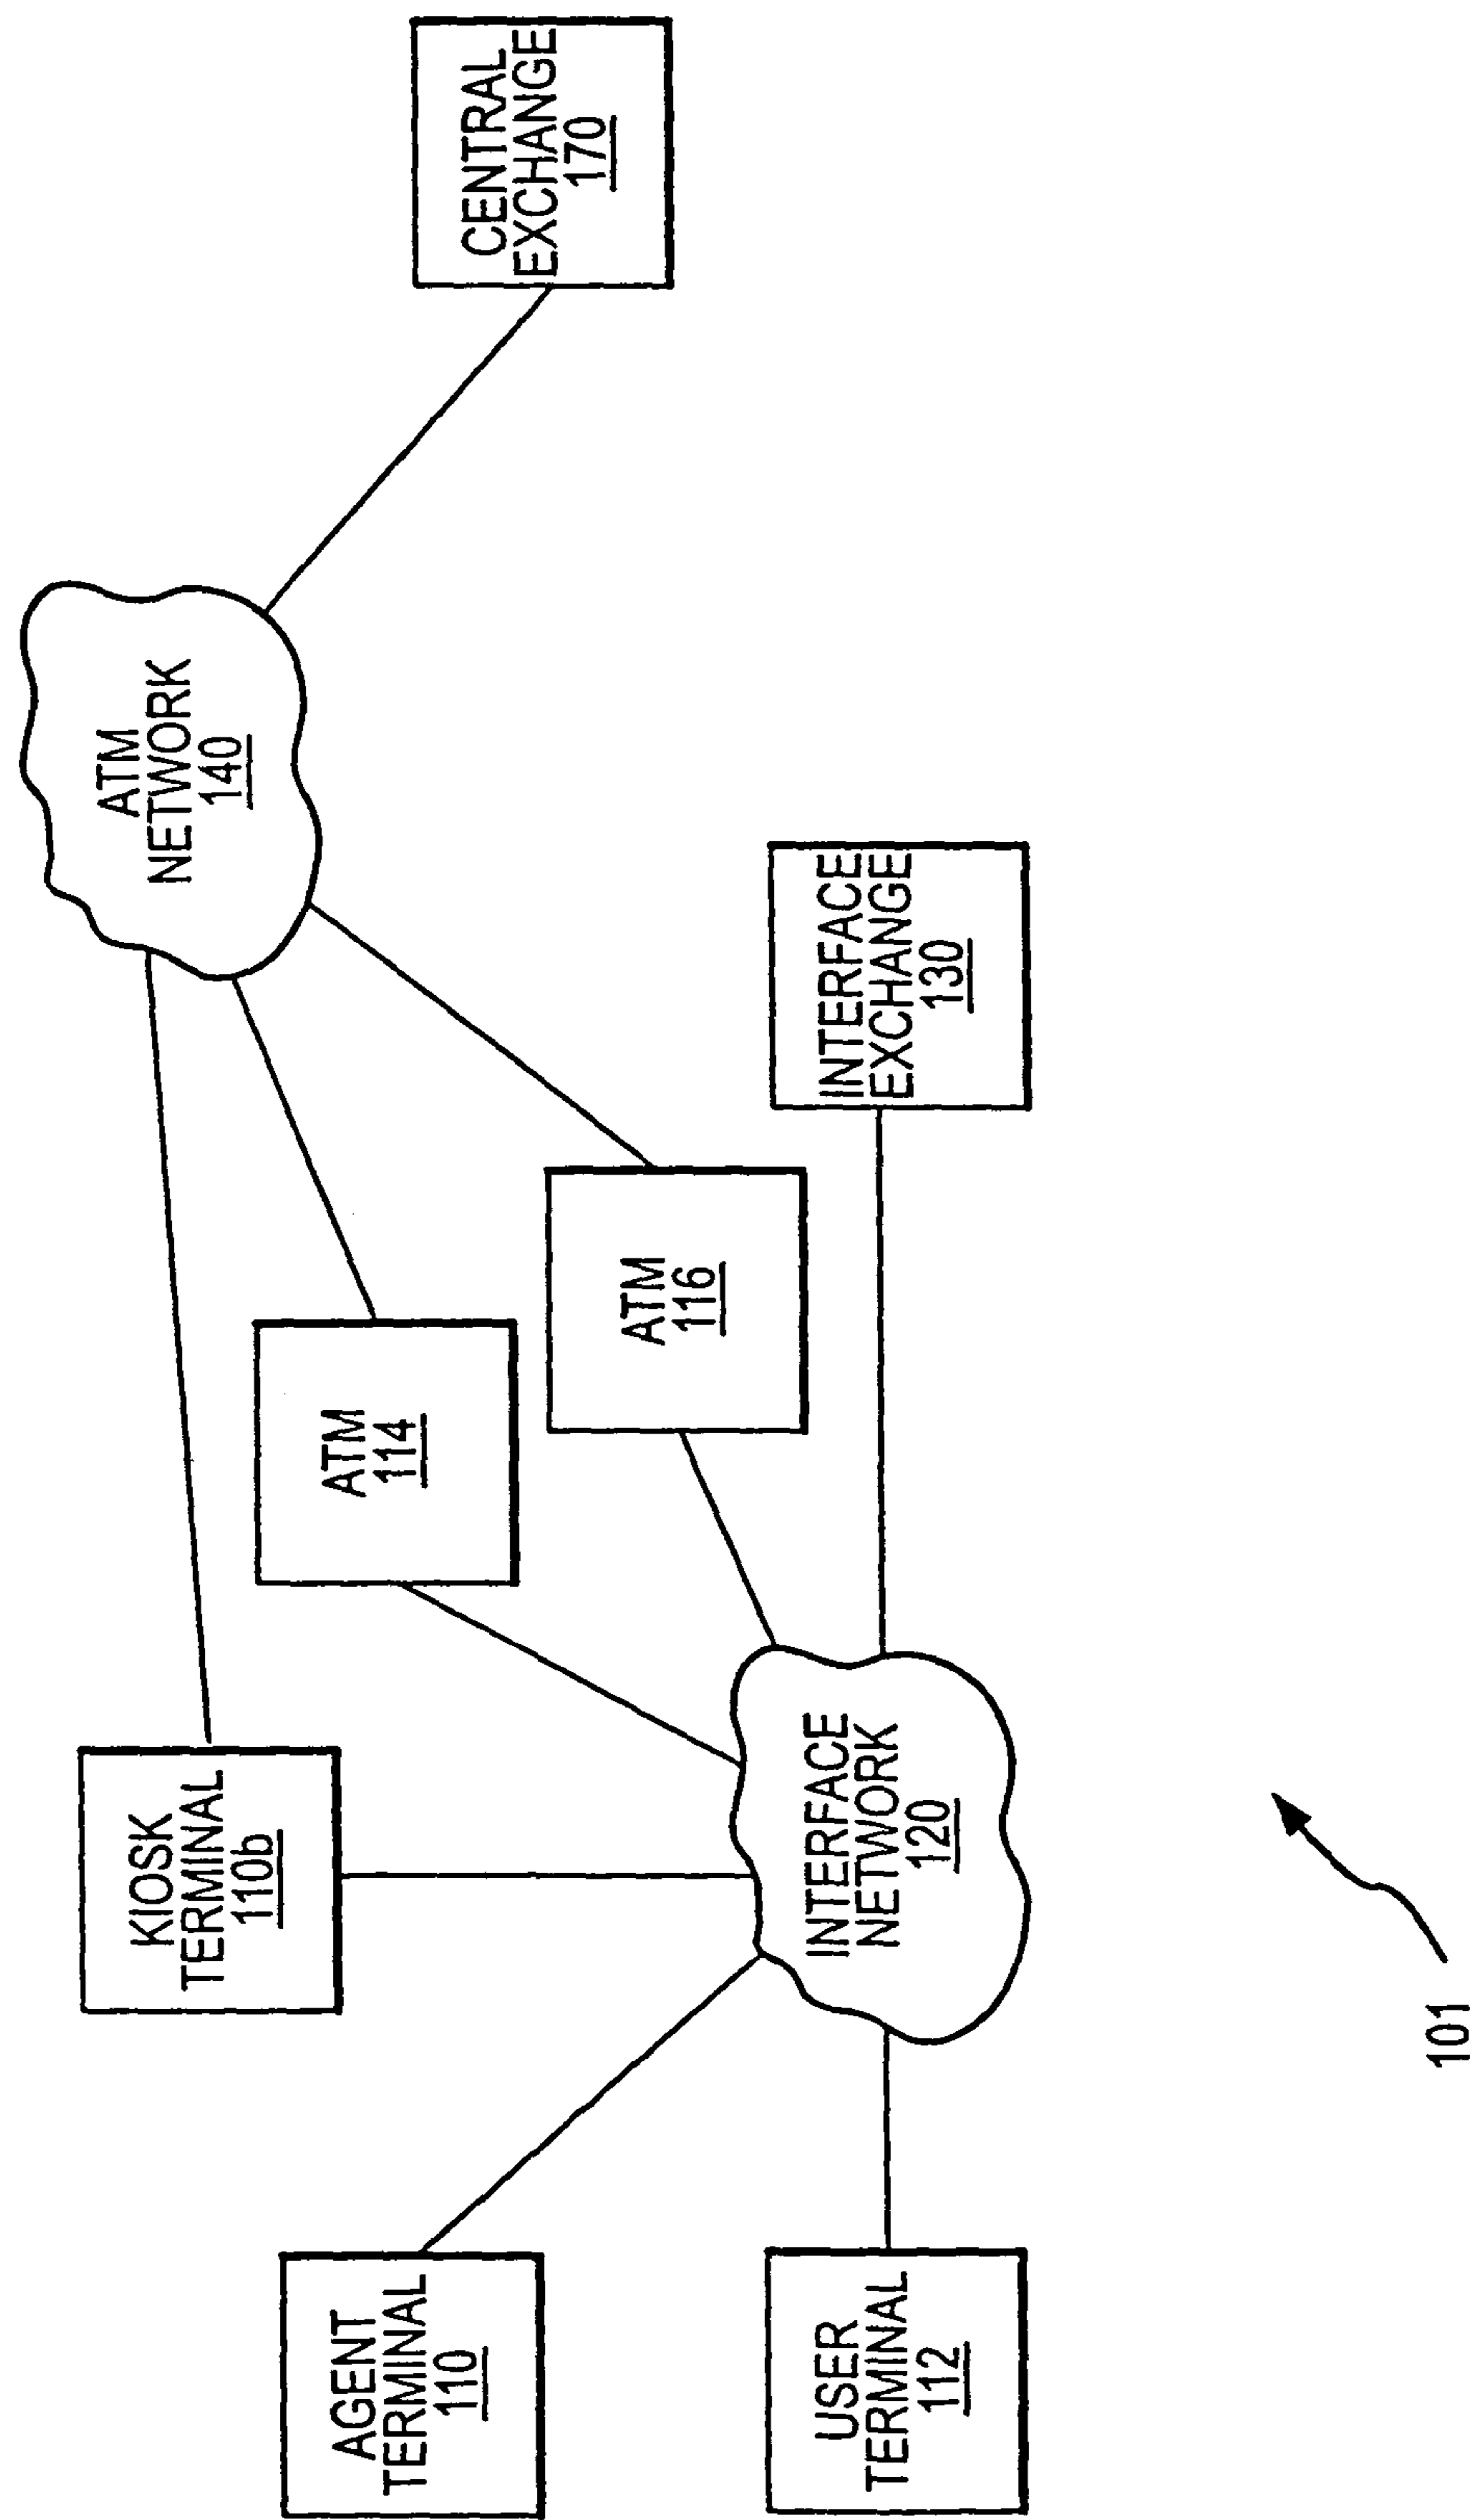 AGENT
TERMINAL
110
USER
TERMINAL
112
KIOSK
TERMINAL
110b
INTERFACE
NETWORK
120
ATM
114
ATM
116
INTERFACE
EXCHANGE
130
ATM
NETWORK
140
CENTRAL
EXCHANGE
170
101